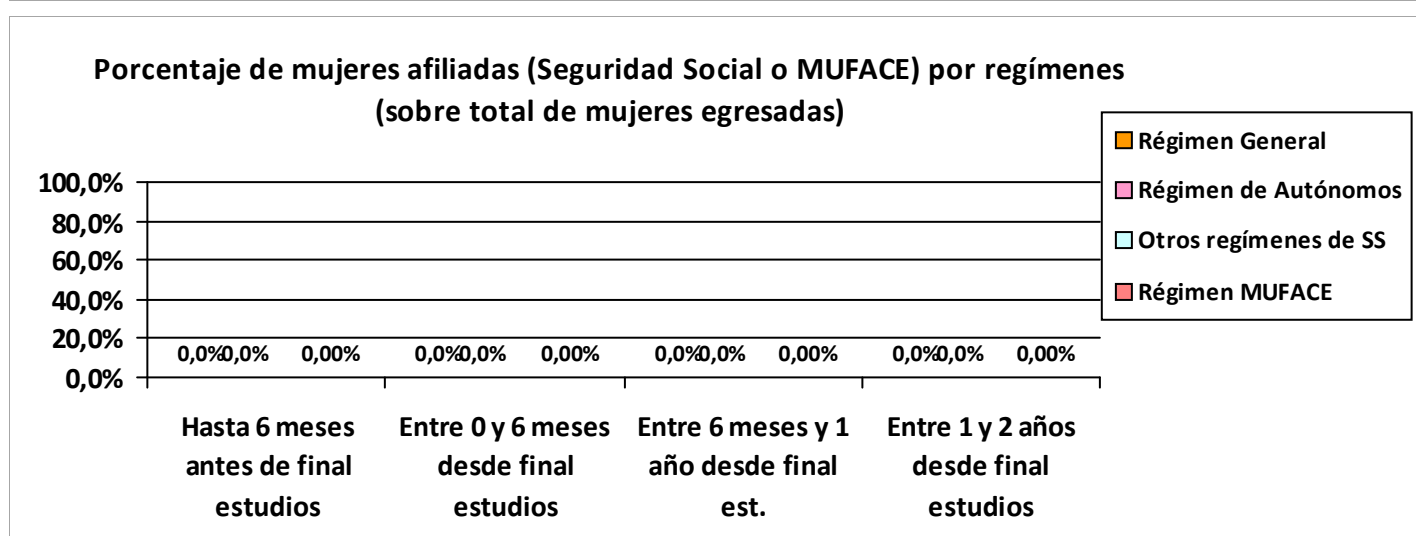 Porcentaje de mujeres afiliadas (Seguridad Social o MUFACE) por regímenes
(sobre total de mujeres egresadas)
Régimen General
Régimen de Autónomos
Otros regímenes de SS
Régimen MUFACE
100,0%
80,0%
60,0%
40,0%
20,0%
0,0%
0,0%0,0% 0,00% 0,0%0,0% 0,00% 0,0%0,0% 0,00% 0,0%0,0% 0,00%
Hasta 6 meses
antes de final
estudios
Entre 0 y 6 meses
desde final
estudios
Entre 6 meses y 1
año desde final
est.
Entre 1 y 2 años
desde final
estudios